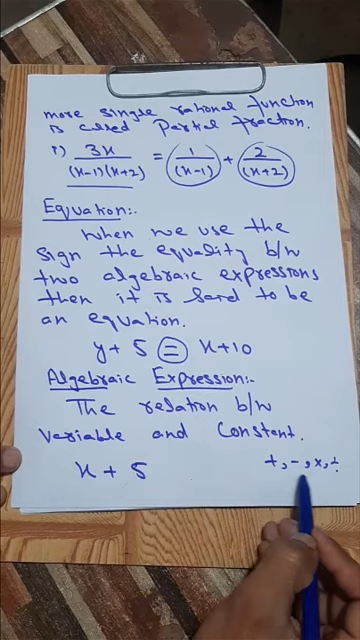 more single rational function
is called Partial fraction.
i) 3x / (x-1)(x+2) = 1 / (x-1) + 2 / (x+2)
Equation:-
When we use the
sign the equality b/w
two algebraic expressions
then it is said to be
an equation.
y + 5 = x + 10
Algebraic Expression:-
The relation b/w
variable and Constant.
x + 5 +, -, x, ÷